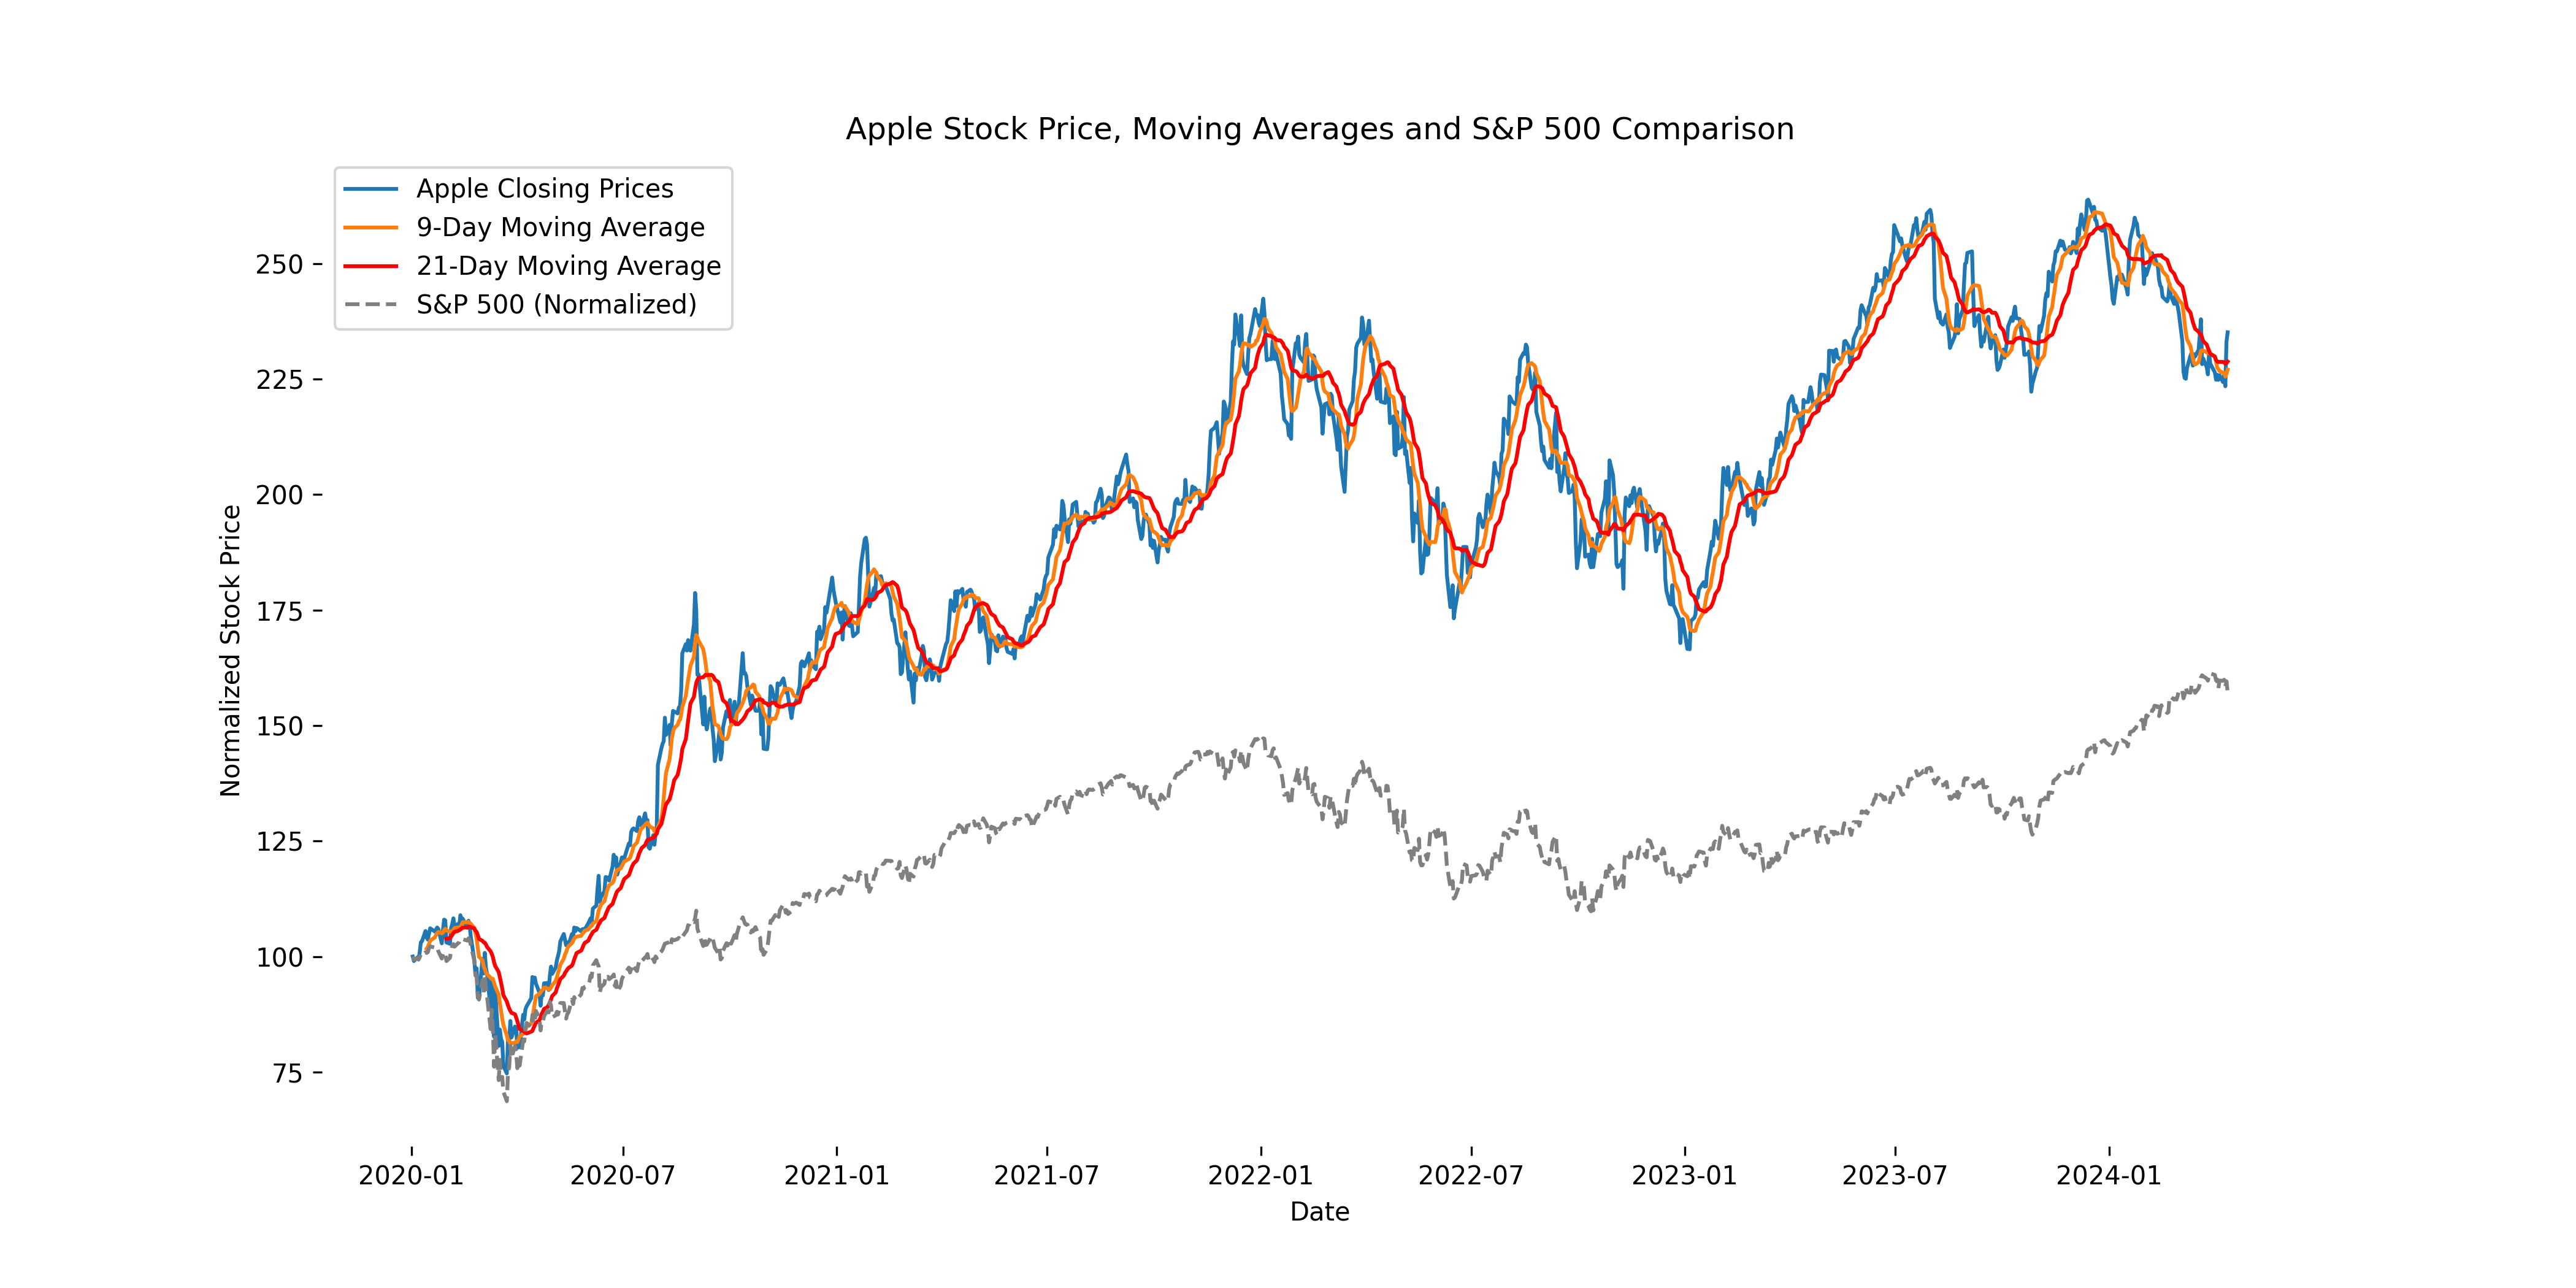 Apple Stock Price, Moving Averages and S&P 500 Comparison
Apple Closing Prices
9-Day Moving Average
21-Day Moving Average
S&P 500 (Normalized)
Normalized Stock Price
250
225
200
175
150
125
100
75
2020-01 2020-07 2021-01 2021-07 2022-01 2022-07 2023-01 2023-07 2024-01
Date